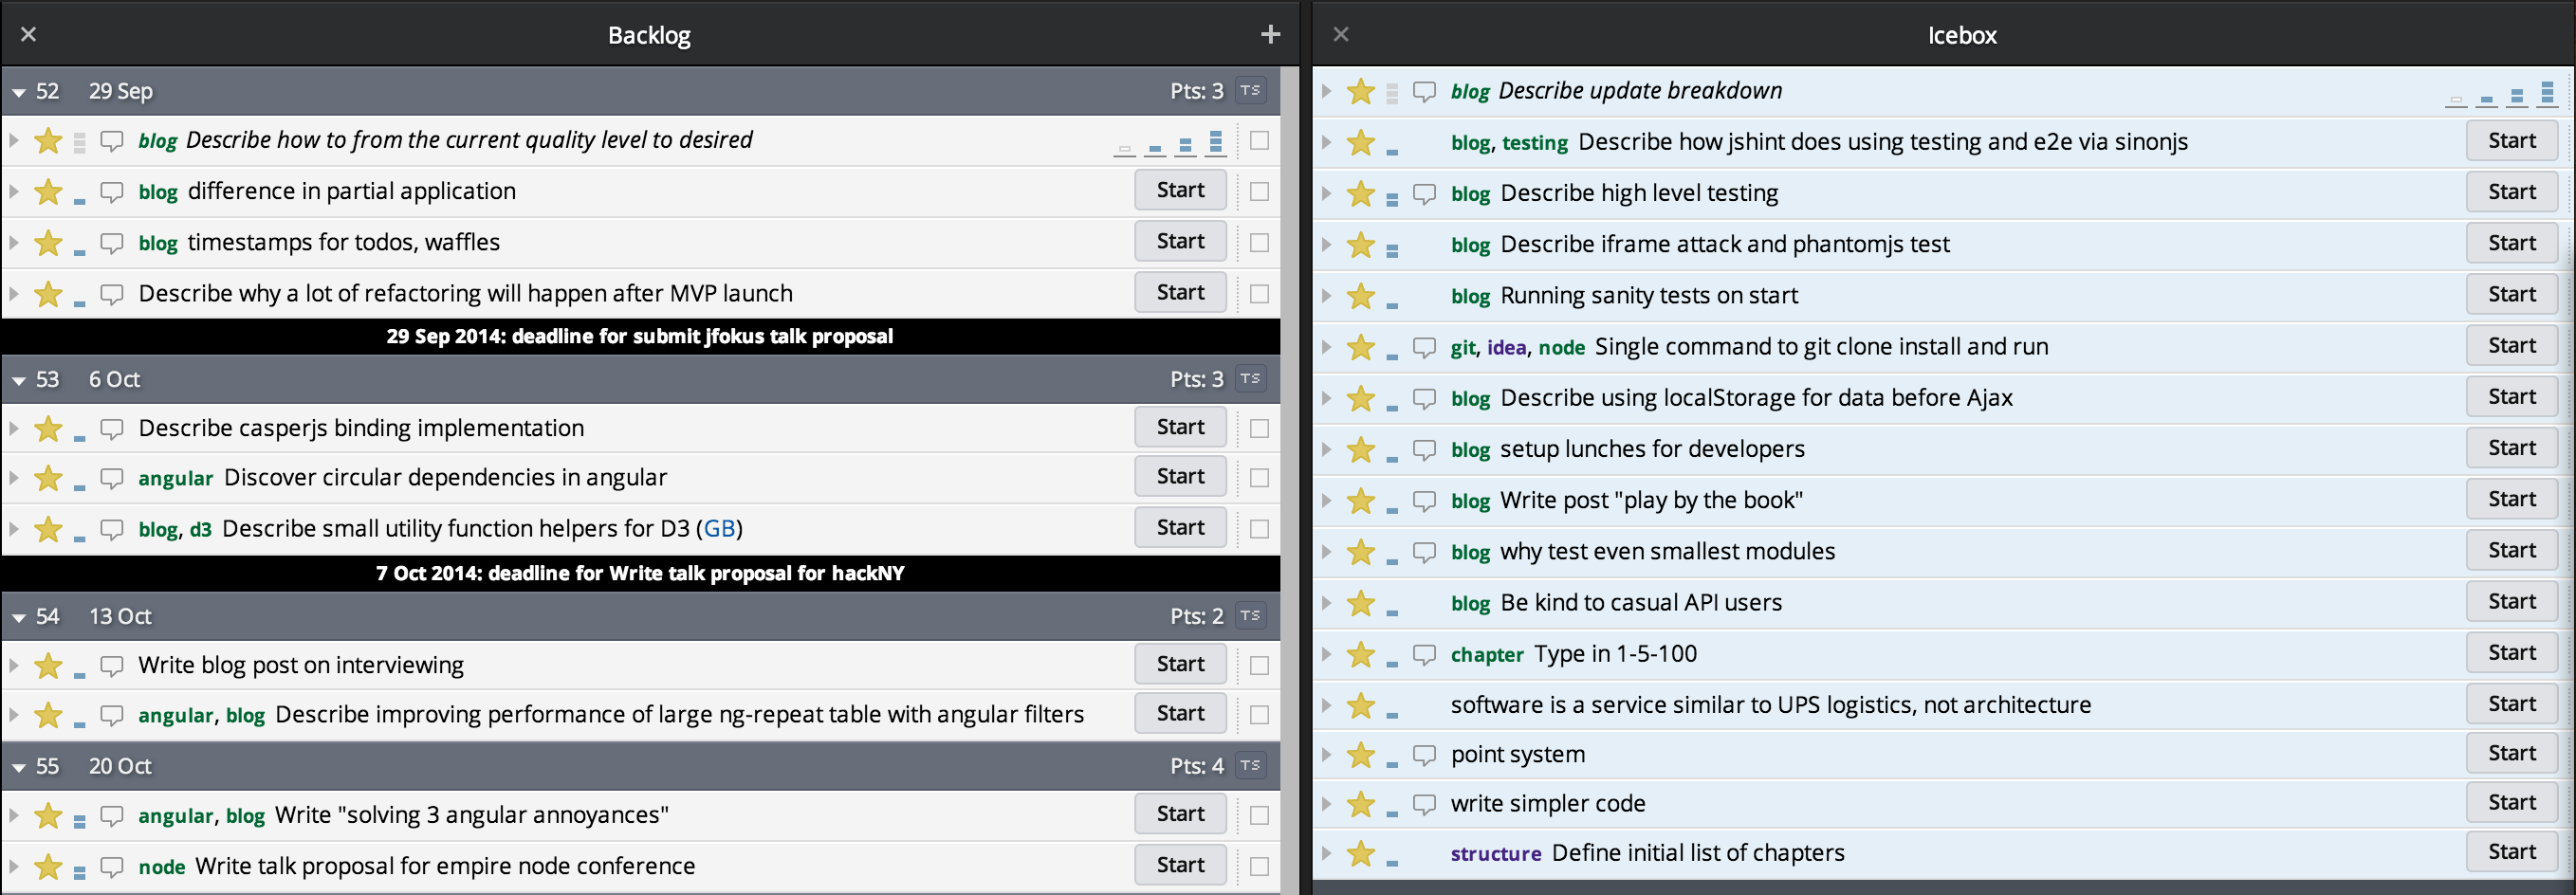 Backlog
52 29 Sep Pts: 3 TS
blog Describe how to from the current quality level to desired
blog difference in partial application Start
blog timestamps for todos, waffles Start
Describe why a lot of refactoring will happen after MVP launch Start
29 Sep 2014: deadline for submit jfokus talk proposal
53 6 Oct Pts: 3 TS
Describe casperjs binding implementation Start
angular Discover circular dependencies in angular Start
blog, d3 Describe small utility function helpers for D3 (GB) Start
7 Oct 2014: deadline for Write talk proposal for hackNY
54 13 Oct Pts: 2 TS
Write blog post on interviewing Start
angular, blog Describe improving performance of large ng-repeat table with angular filters Start
55 20 Oct Pts: 4 TS
angular, blog Write "solving 3 angular annoyances" Start
node Write talk proposal for empire node conference Start
Icebox
blog Describe update breakdown
blog, testing Describe how jshint does using testing and e2e via sinonjs Start
blog Describe high level testing Start
blog Describe iframe attack and phantomjs test Start
blog Running sanity tests on start Start
git, idea, node Single command to git clone install and run Start
blog Describe using localStorage for data before Ajax Start
blog setup lunches for developers Start
blog Write post "play by the book" Start
blog why test even smallest modules Start
blog Be kind to casual API users Start
chapter Type in 1-5-100 Start
software is a service similar to UPS logistics, not architecture Start
point system Start
write simpler code Start
structure Define initial list of chapters Start